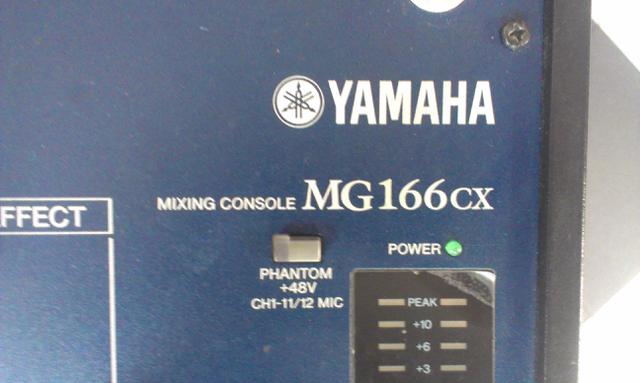 YAMAHA
MIXING CONSOLE MG166CX
FFECT
POWER
PHANTOM
+48V
CH1-11/12 MIC
PEAK
+10
+6
+3